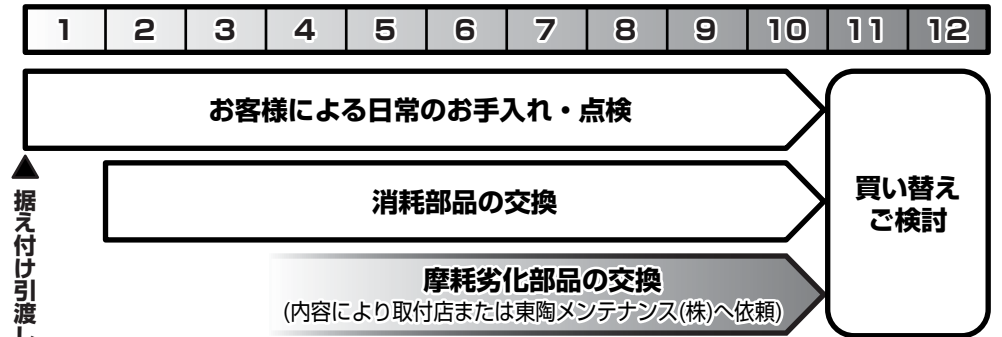 1 2 3 4 5 6 7 8 9 10 11 12
お客様による日常のお手入れ・点検
消耗部品の交換
摩耗劣化部品の交換
(内容により取付店または東陶メンテナンス(株)へ依頼)
買い替え
ご検討
▲据え付け引渡し